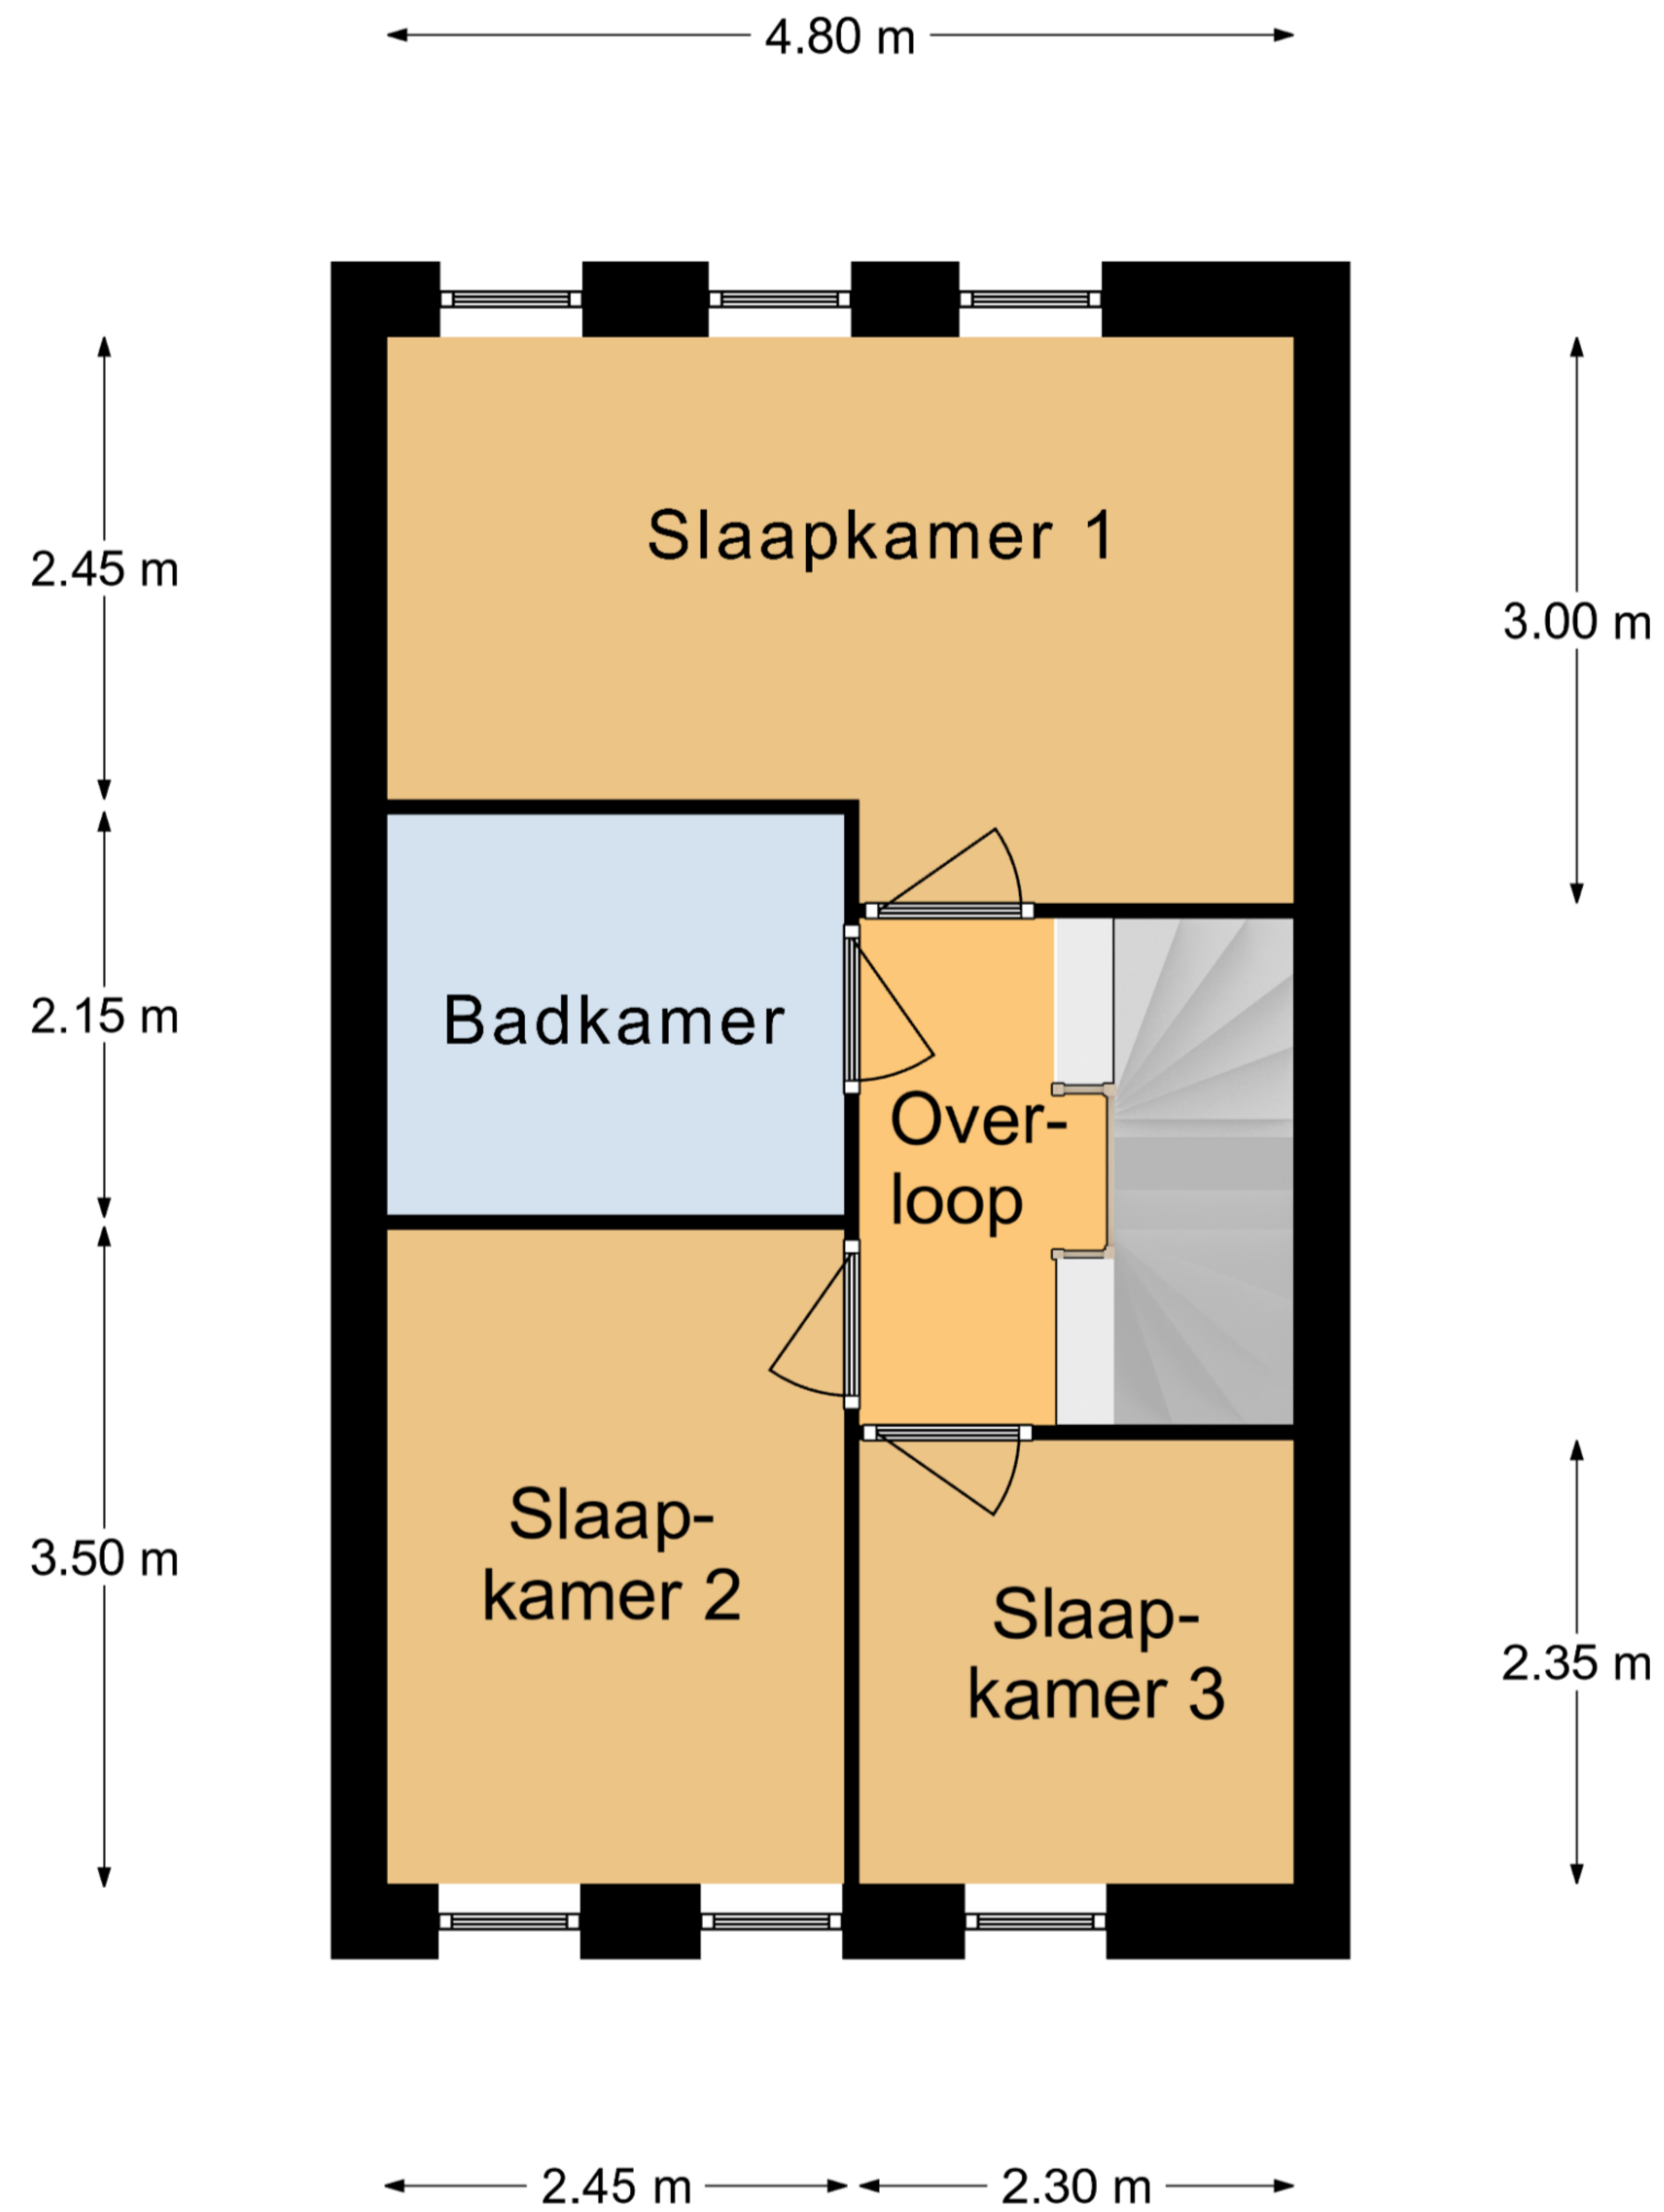 4.80 m
Slaapkamer 1
2.45 m
3.00 m
Badkamer
2.15 m
Over-
loop
Slaap-
kamer 2
3.50 m
Slaap-
kamer 3
2.35 m
2.45 m
2.30 m